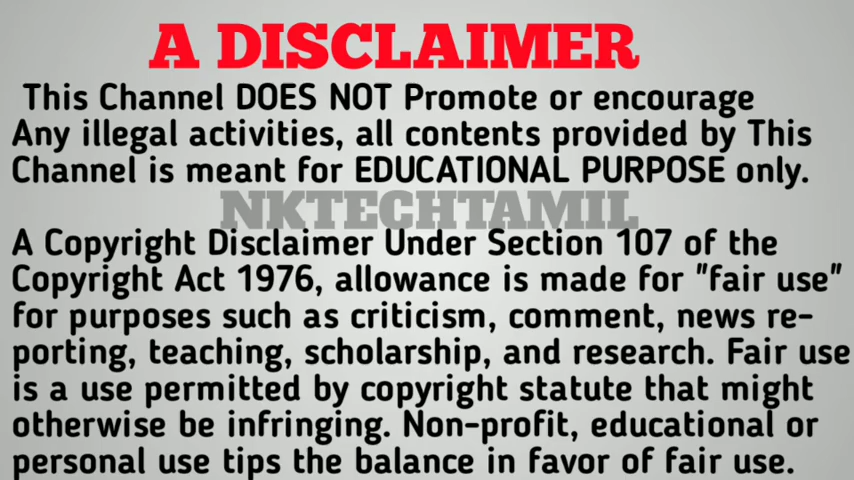 A DISCLAIMER
This Channel DOES NOT Promote or encourage
Any illegal activities, all contents provided by This
Channel is meant for EDUCATIONAL PURPOSE only.
NKTECHTAMIL
A Copyright Disclaimer Under Section 107 of the
Copyright Act 1976, allowance is made for "fair use"
for purposes such as criticism, comment, news re-
porting, teaching, scholarship, and research. Fair use
is a use permitted by copyright statute that might
otherwise be infringing. Non-profit, educational or
personal use tips the balance in favor of fair use.